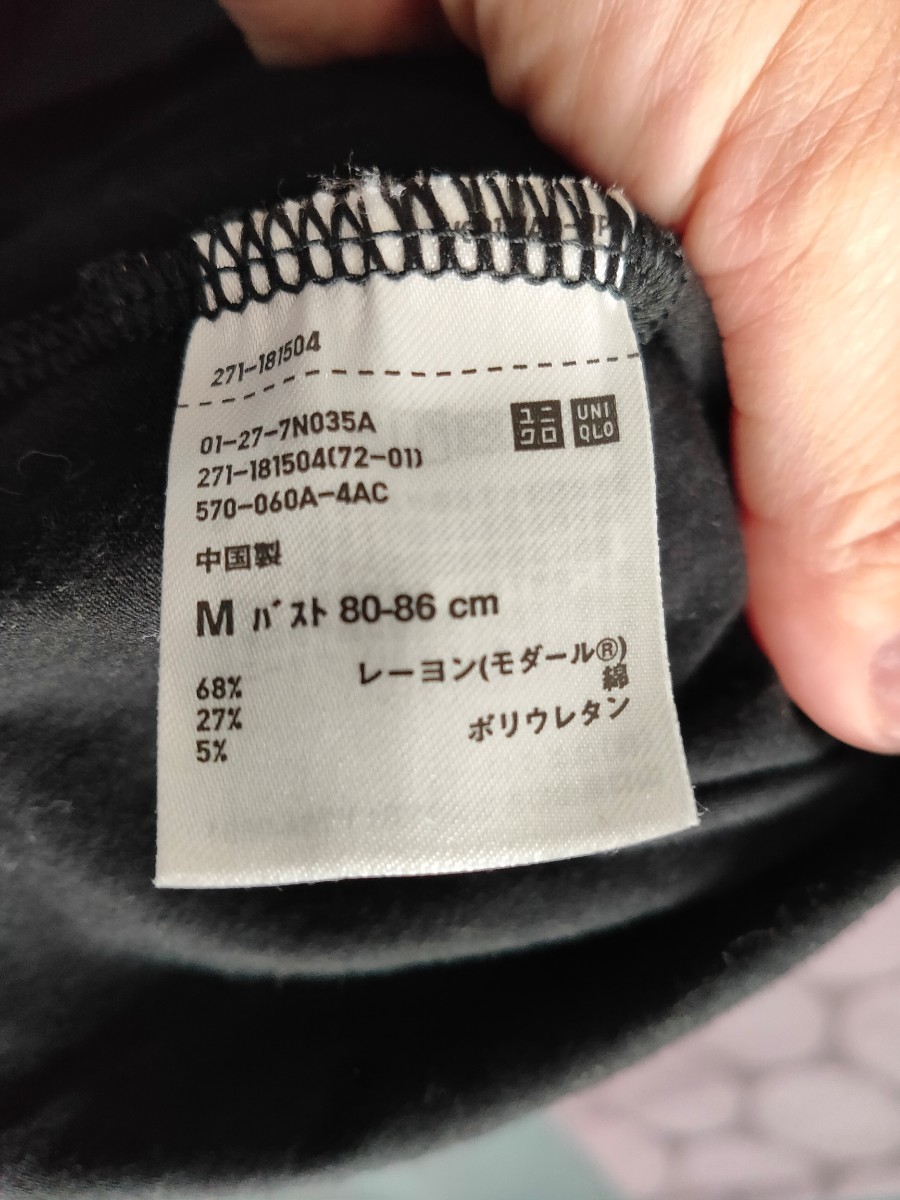 271-181504
01-27-7N035A
271-181504(72-01)
570-060A-4AC
ユニ
クロ
UNI
QLO
中国製
M バスト 80-86 cm
68% レーヨン(モダール®)
27% 綿
5% ポリウレタン